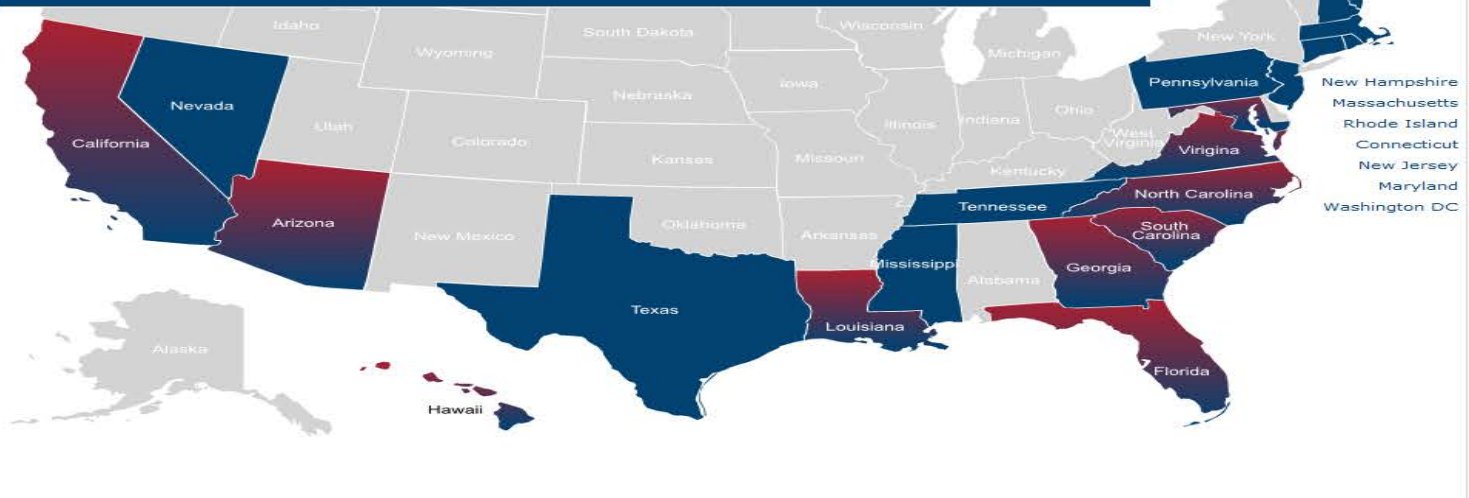 Idaho
Wisconsin
South Dakota
Wyoming
Michigan
New York
Iowa
Nebraska
Pennsylvania
New Hampshire
Nevada
Massachusetts
Ohio
Illinois
Indiana
Utah
Rhode Island
California
Colorado
West
Virginia
Kansas
Missouri
Virigina
Connecticut
Kentucky
New Jersey
North Carolina
Maryland
Tennessee
Washington DC
Arizona
Oklahoma
South
Carolina
New Mexico
Arkansas
Mississippi
Georgia
Alabama
Texas
Louisiana
Alaska
Florida
Hawaii